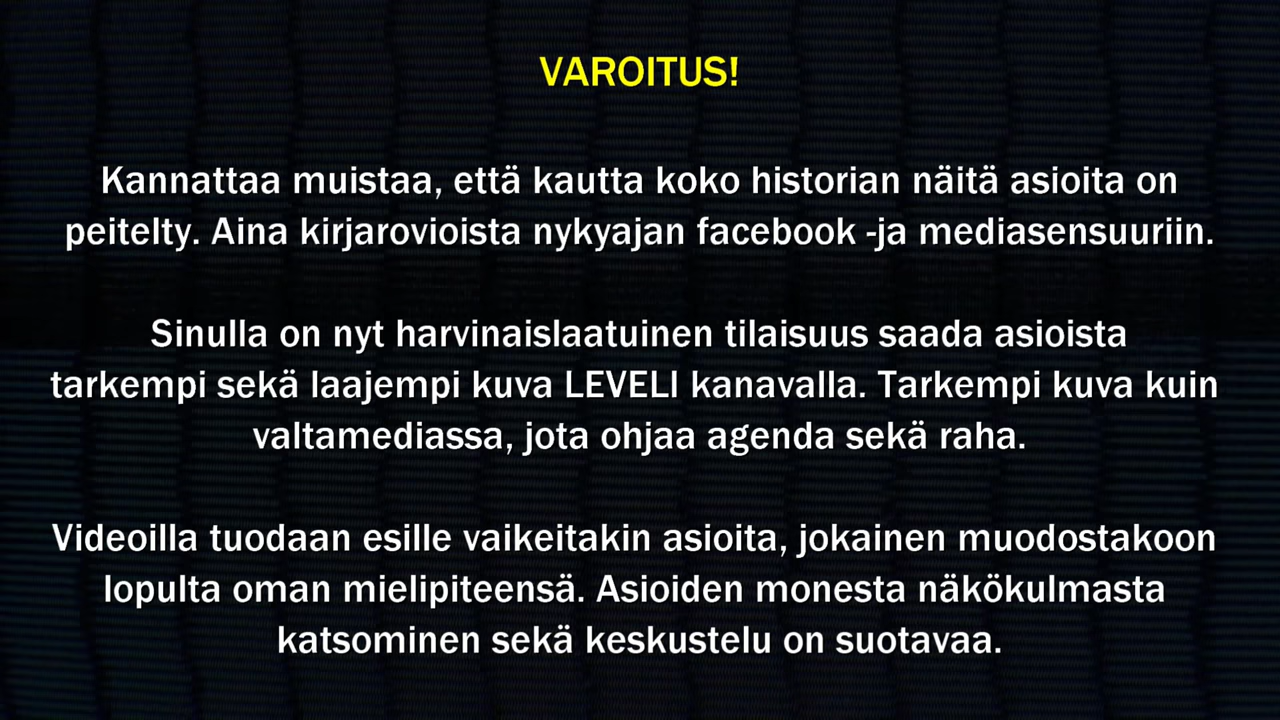 VAROITUS!
Kannattaa muistaa, että kautta koko historian näitä asioita on
peitelty. Aina kirjarovioista nykyajan facebook -ja mediasensuuriin.
Sinulla on nyt harvinaislaatuinen tilaisuus saada asioista
tarkempi sekä laajempi kuva LEVELI kanavalla. Tarkempi kuva kuin
valtamediassa, jota ohjaa agenda sekä raha.
Videoilla tuodaan esille vaikeitakin asioita, jokainen muodostakoon
lopulta oman mielipiteensä. Asioiden monesta näkökulmasta
katsominen sekä keskustelu on suotavaa.